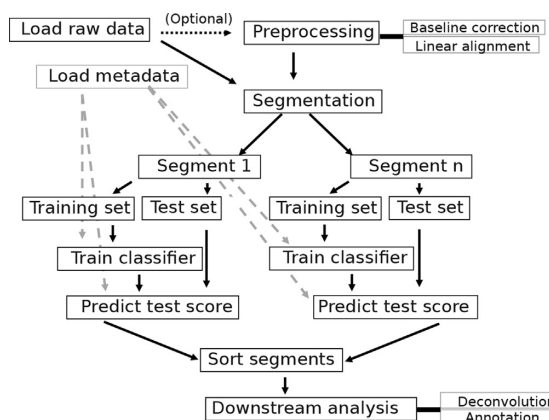 Load raw data
(Optional)
Preprocessing
Baseline correction
Linear alignment
Load metadata
Segmentation
Segment 1
Segment n
Training set
Test set
Training set
Test set
Train classifier
Train classifier
Predict test score
Predict test score
Sort segments
Downstream analysis
Deconvolution
Annotation